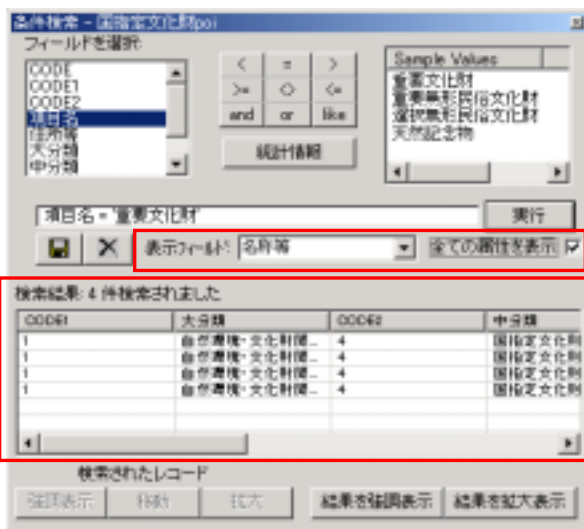 条件検索 - 国指定文化財poi
フィールドを選択:
CODE
CODE1
CODE2
項目名
住所等
大分類
中分類
< = >
>= <> <=
and or like
統計情報
Sample Values
重要文化財
重要無形民俗文化財
選択無形民俗文化財
天然記念物
項目名 = '重要文化財'
実行
表示フィールド: 名称等
全ての属性を表示
検索結果: 4 件検索されました
CODE1 大分類 CODE2 中分類
1 自然環境・文化財関... 4 国指定文化財
1 自然環境・文化財関... 4 国指定文化財
1 自然環境・文化財関... 4 国指定文化財
1 自然環境・文化財関... 4 国指定文化財
検索されたレコード
強調表示 移動 拡大 結果を強調表示 結果を拡大表示